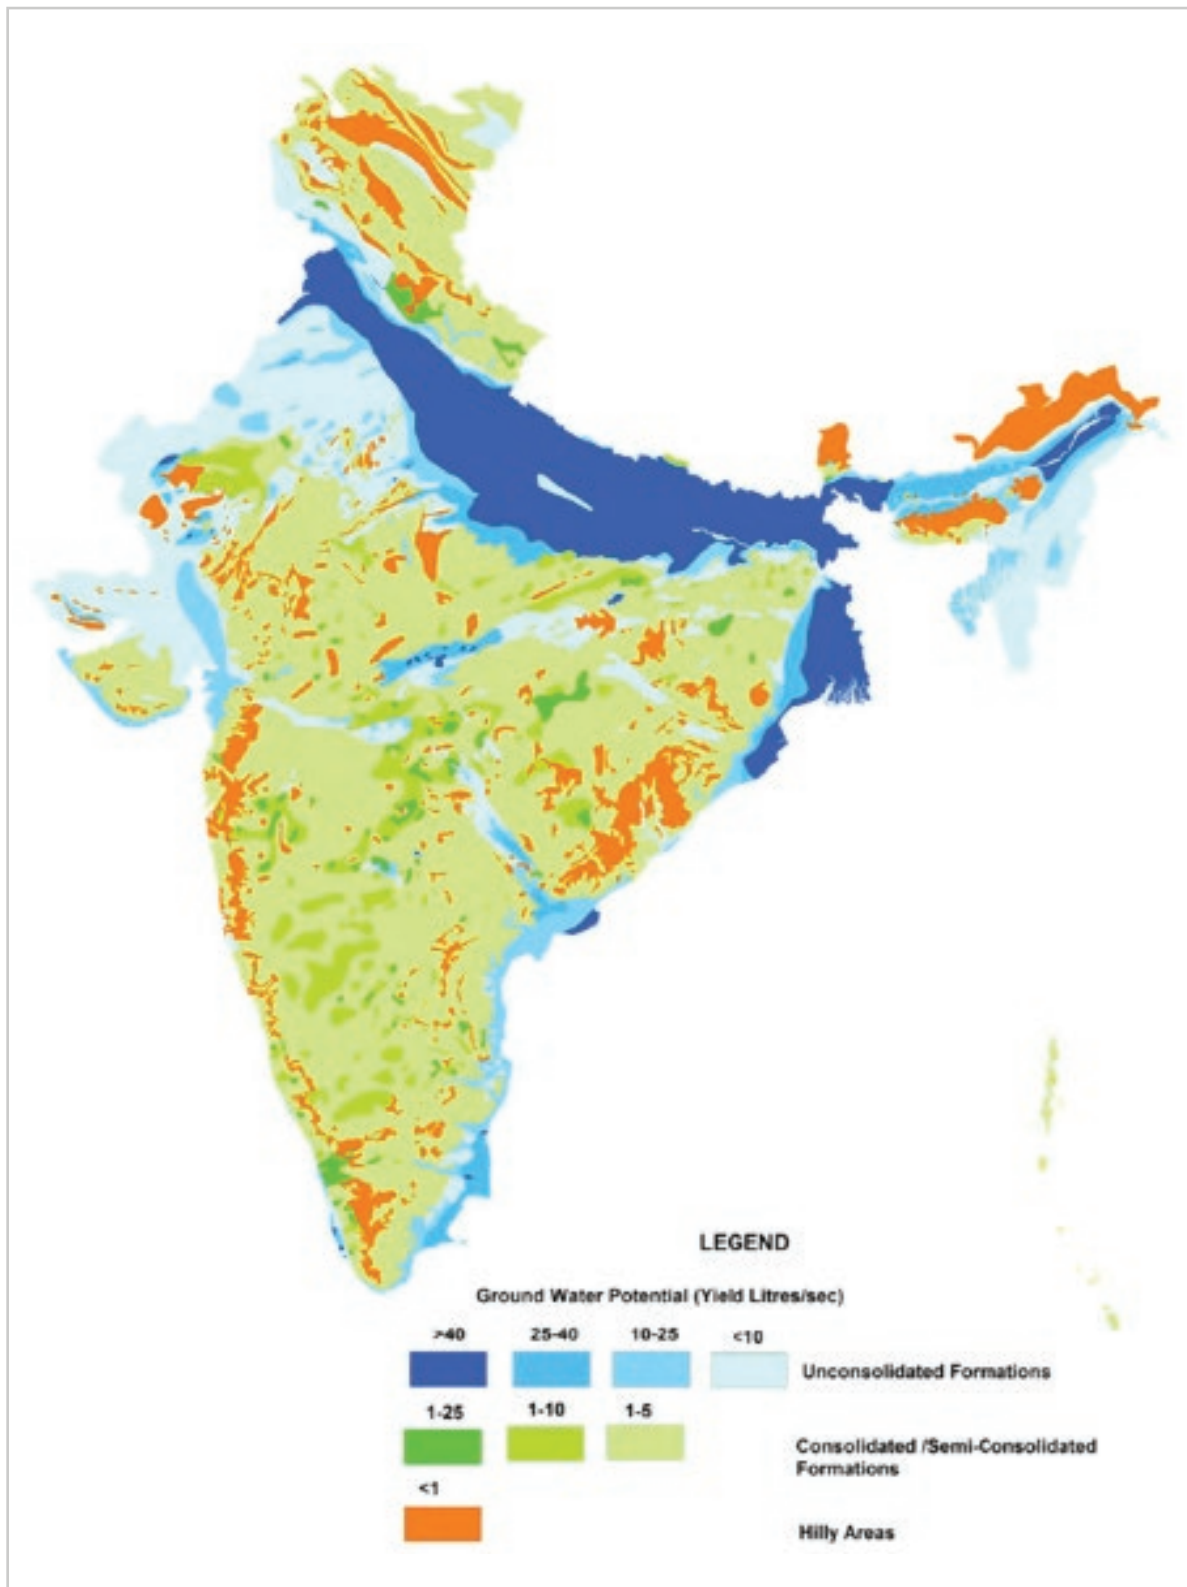 LEGEND
Ground Water Potential (Yield Litres/sec)
>40 25-40 10-25 <10
Unconsolidated Formations
1-25 1-10 1-5
Consolidated /Semi-Consolidated
Formations
<1
Hilly Areas